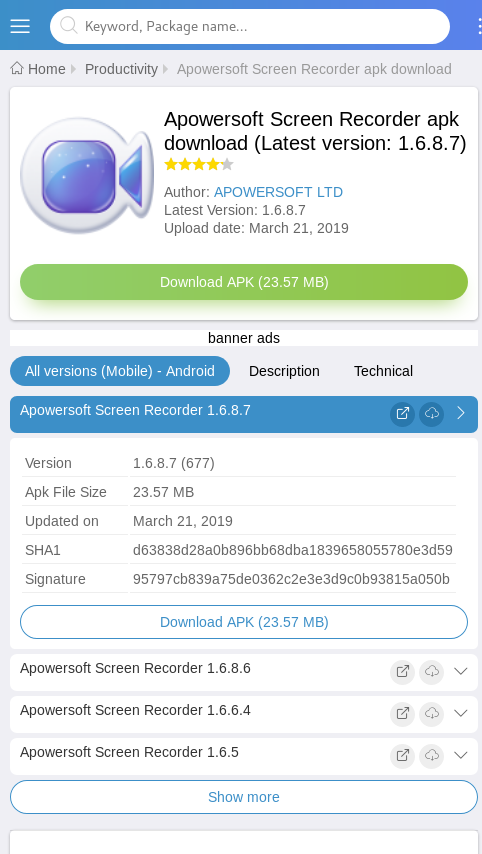 Keyword, Package name...
Home Productivity Apowersoft Screen Recorder apk download
Apowersoft Screen Recorder apk
download (Latest version: 1.6.8.7)
Author: APOWERSOFT LTD
Latest Version: 1.6.8.7
Upload date: March 21, 2019
Download APK (23.57 MB)
banner ads
All versions (Mobile) - Android Description Technical
Apowersoft Screen Recorder 1.6.8.7
Version 1.6.8.7 (677)
Apk File Size 23.57 MB
Updated on March 21, 2019
SHA1 d63838d28a0b896bb68dba1839658055780e3d59
Signature 95797cb839a75de0362c2e3e3d9c0b93815a050b
Download APK (23.57 MB)
Apowersoft Screen Recorder 1.6.8.6
Apowersoft Screen Recorder 1.6.6.4
Apowersoft Screen Recorder 1.6.5
Show more